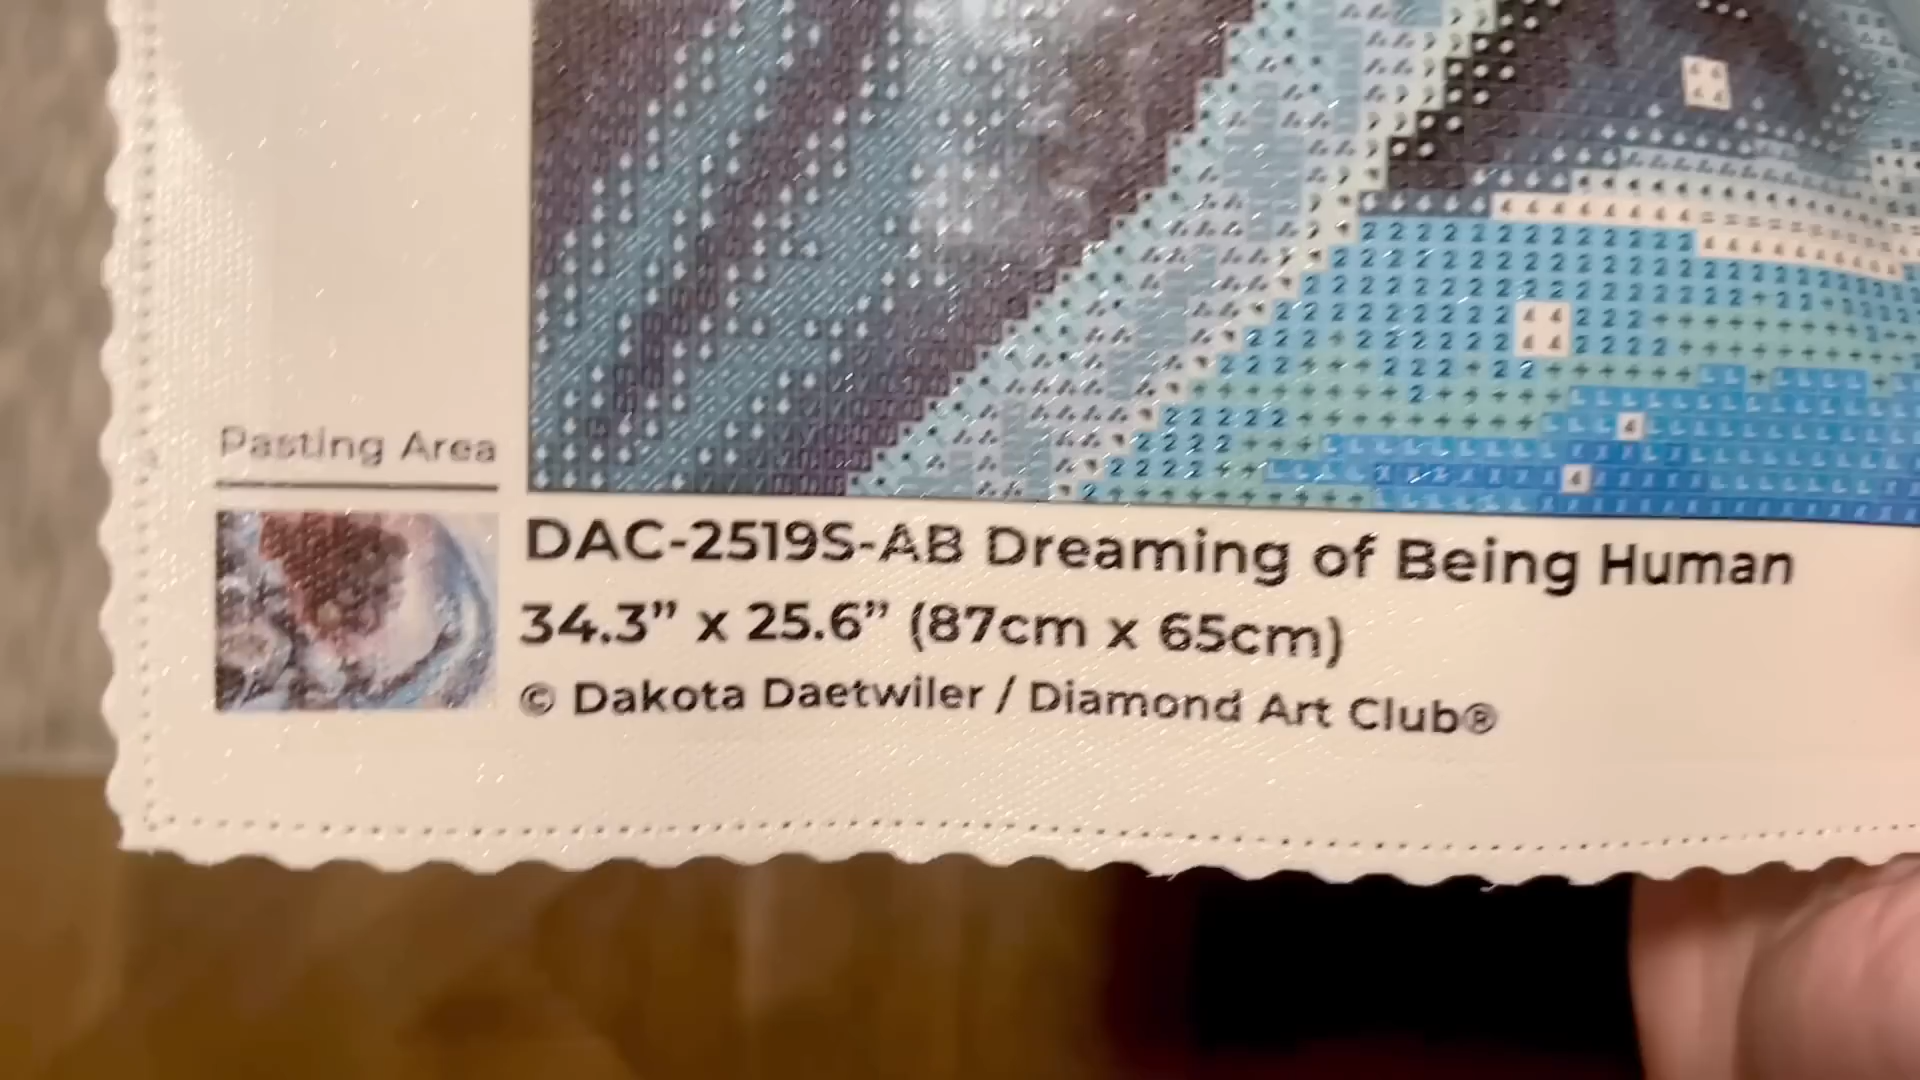 Pasting Area
DAC-2519S-AB Dreaming of Being Human
34.3” x 25.6” (87cm x 65cm)
© Dakota Daetwiler / Diamond Art Club®